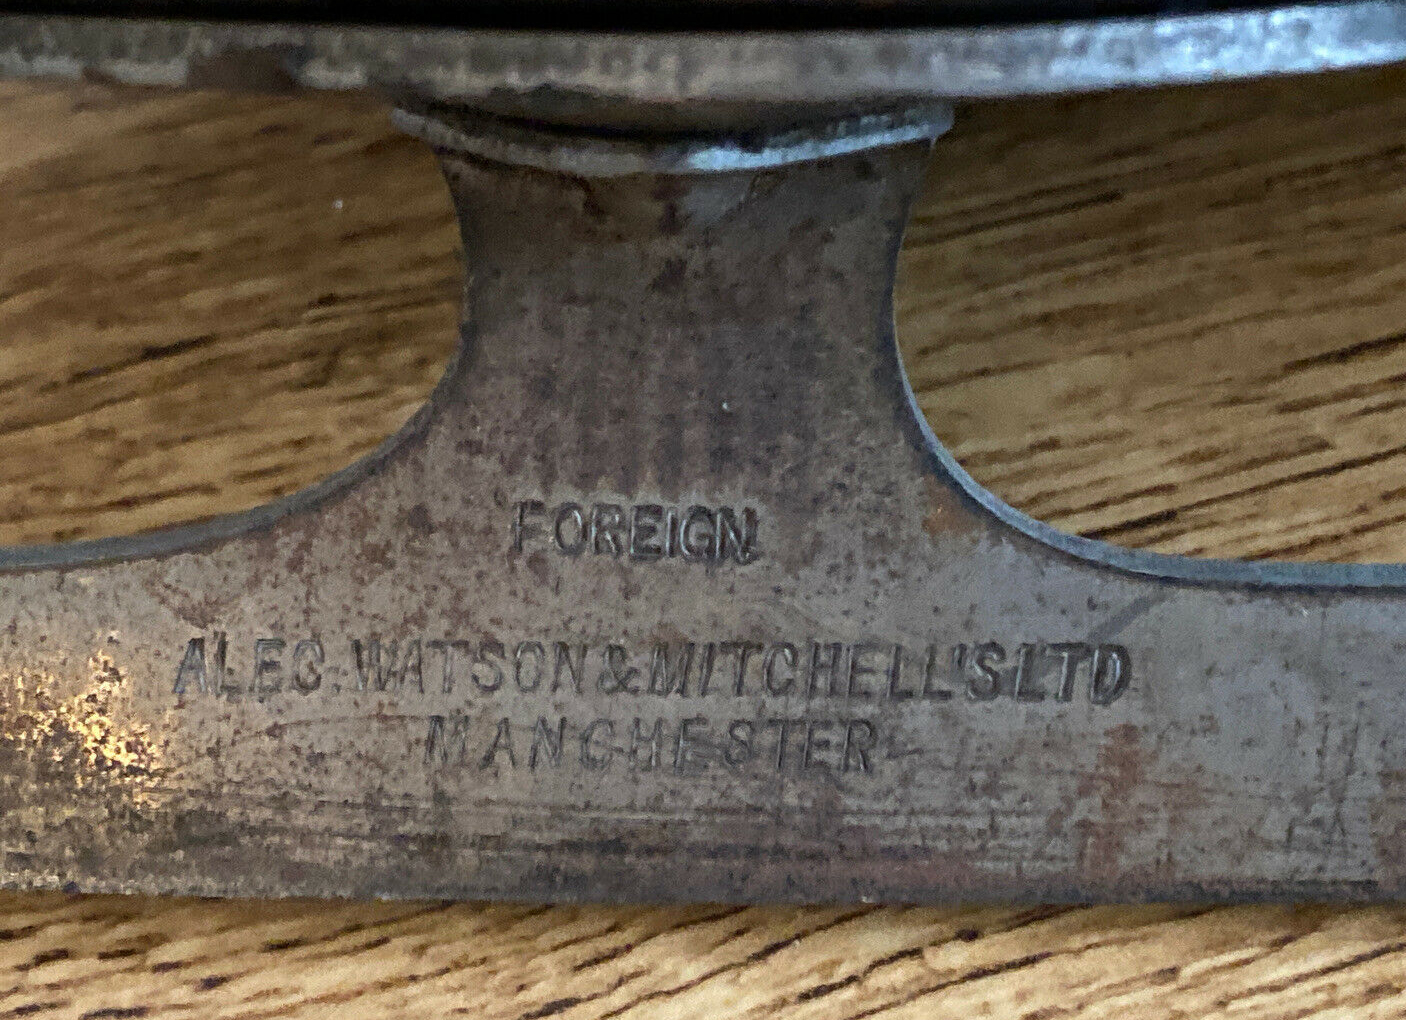 FOREIGN
ALEC. WATSON & MITCHELL'S LTD
MANCHESTER